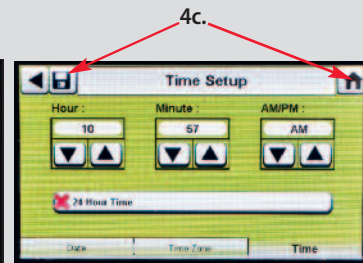 4c.
Time Setup
Hour : Minute : AM/PM :
10 57 AM
24 Hour Time
Date Time Zone Time